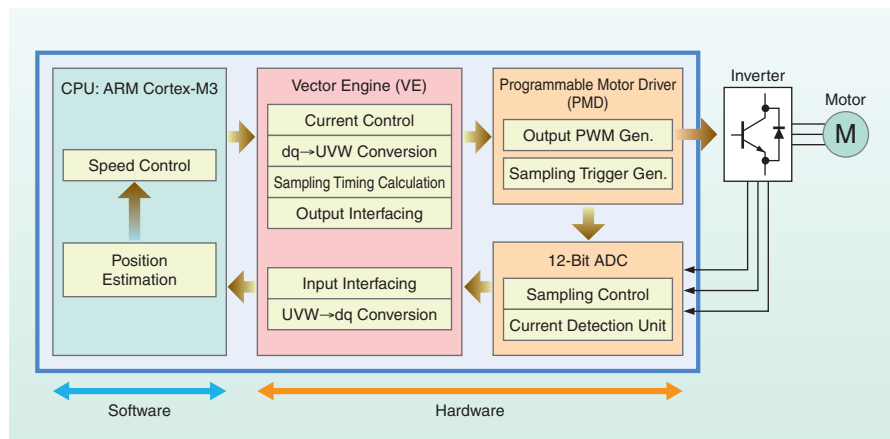 CPU: ARM Cortex-M3
Speed Control
Position
Estimation
Vector Engine (VE)
Current Control
dq→UVW Conversion
Sampling Timing Calculation
Output Interfacing
Input Interfacing
UVW→dq Conversion
Programmable Motor Driver
(PMD)
Output PWM Gen.
Sampling Trigger Gen.
12-Bit ADC
Sampling Control
Current Detection Unit
Inverter
Motor
M
Software
Hardware